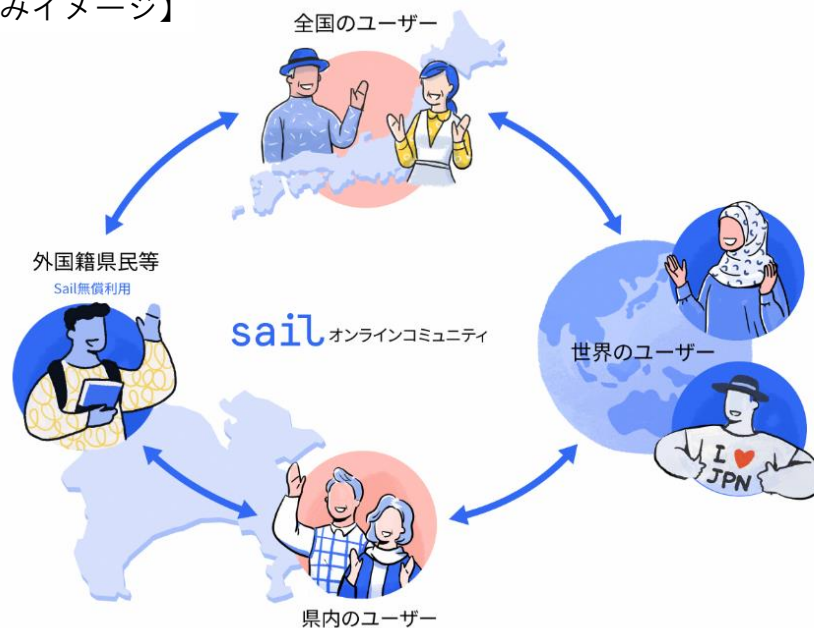 みイメージ】
全国のユーザー
外国籍県民等
Sail無償利用
sail オンラインコミュニティ
世界のユーザー
I ♥
JPN
県内のユーザー